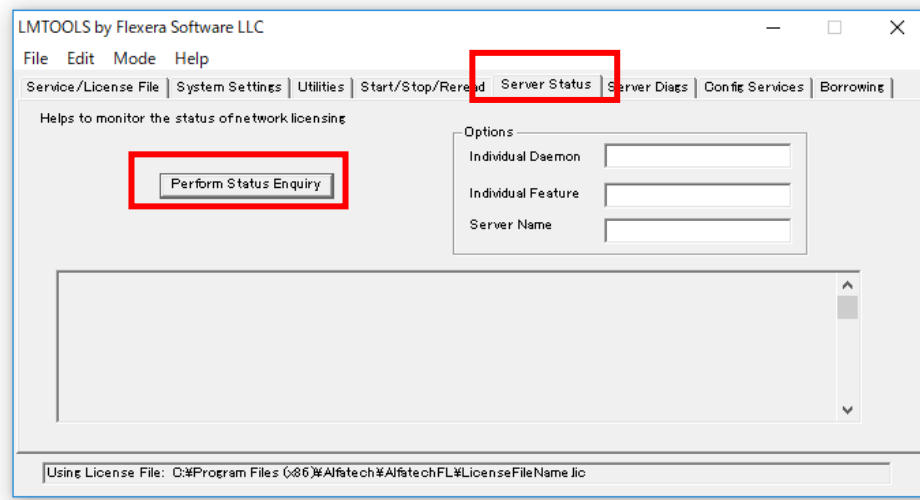 LMTOOLS by Flexera Software LLC
File Edit Mode Help
Service/License File System Settings Utilities Start/Stop/Reread Server Status Server Diags Config Services Borrowing
Helps to monitor the status of network licensing
Options
Individual Daemon
Perform Status Enquiry
Individual Feature
Server Name
Using License File: C:¥Program Files (x86)¥Alfatech¥AlfatechFL¥LicenseFileName.lic